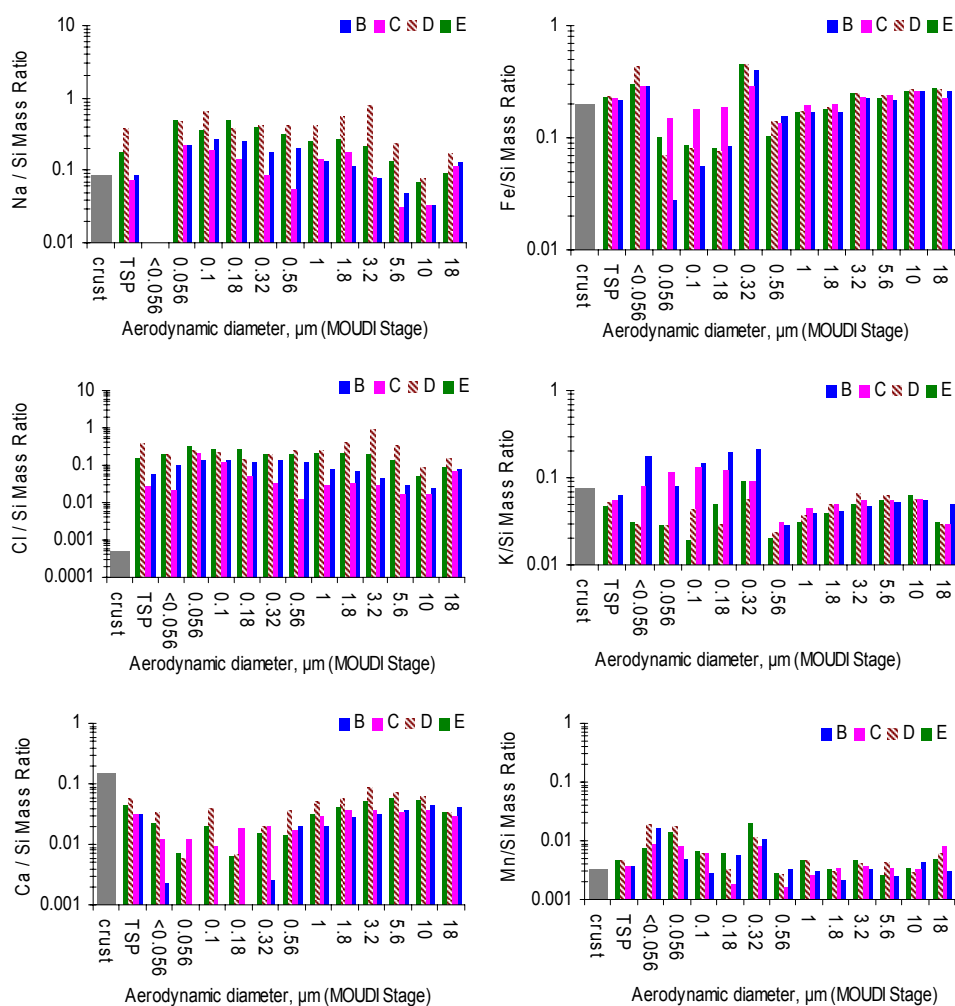 B C D E
10
1
0.1
0.01
Na / Si Mass Ratio
crust TSP <0.056 0.056 0.1 0.18 0.32 0.56 1 1.8 3.2 5.6 10 18
Aerodynamic diameter, µm (MOUDI Stage)
B C D E
1
0.1
0.01
Fe/Si Mass Ratio
crust TSP <0.056 0.056 0.1 0.18 0.32 0.56 1 1.8 3.2 5.6 10 18
Aerodynamic diameter, µm (MOUDI Stage)
B C D E
10
1
0.1
0.01
0.001
0.0001
Cl / Si Mass Ratio
crust TSP <0.056 0.056 0.1 0.18 0.32 0.56 1 1.8 3.2 5.6 10 18
Aerodynamic diameter, µm (MOUDI Stage)
B C D E
1
0.1
0.01
K/Si Mass Ratio
crust TSP <0.056 0.056 0.1 0.18 0.32 0.56 1 1.8 3.2 5.6 10 18
Aerodynamic diameter, µm (MOUDI Stage)
B C D E
1
0.1
0.01
0.001
Ca / Si Mass Ratio
crust TSP <0.056 0.056 0.1 0.18 0.32 0.56 1 1.8 3.2 5.6 10 18
Aerodynamic diameter, µm (MOUDI Stage)
B C D E
1
0.1
0.01
0.001
Mn/Si Mass Ratio
crust TSP <0.056 0.056 0.1 0.18 0.32 0.56 1 1.8 3.2 5.6 10 18
Aerodynamic diameter, µm (MOUDI Stage)